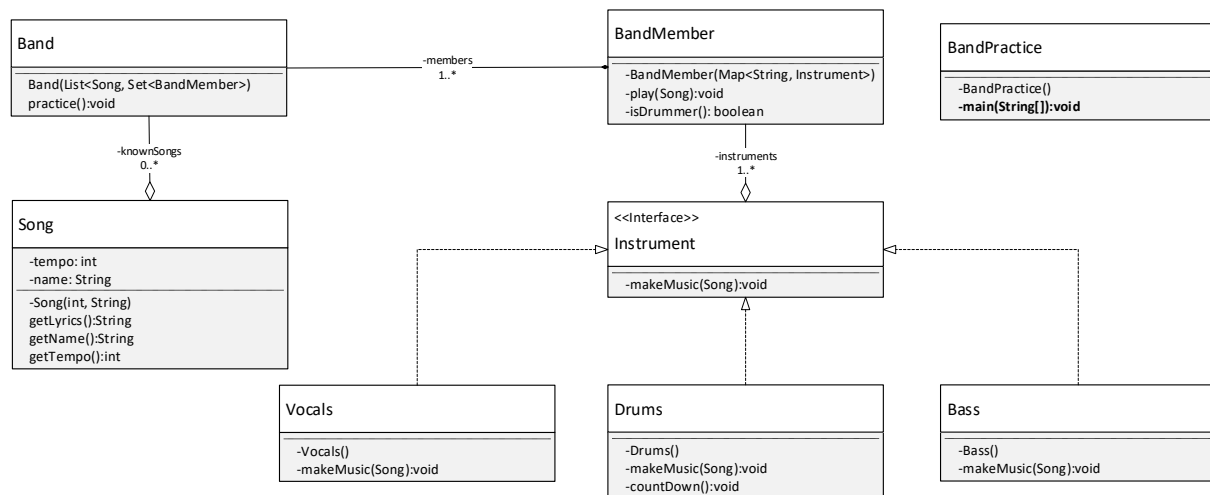 Band
Band(List<Song, Set<BandMember>)
practice():void
-members
1..*
BandMember
-BandMember(Map<String, Instrument>)
-play(Song):void
-isDrummer(): boolean
BandPractice
-BandPractice()
-main(String[]):void
-knownSongs
0..*
-instruments
1..*
Song
-tempo: int
-name: String
-Song(int, String)
getLyrics():String
getName():String
getTempo():int
<<Interface>>
Instrument
-makeMusic(Song):void
Vocals
-Vocals()
-makeMusic(Song):void
Drums
-Drums()
-makeMusic(Song):void
-countDown():void
Bass
-Bass()
-makeMusic(Song):void